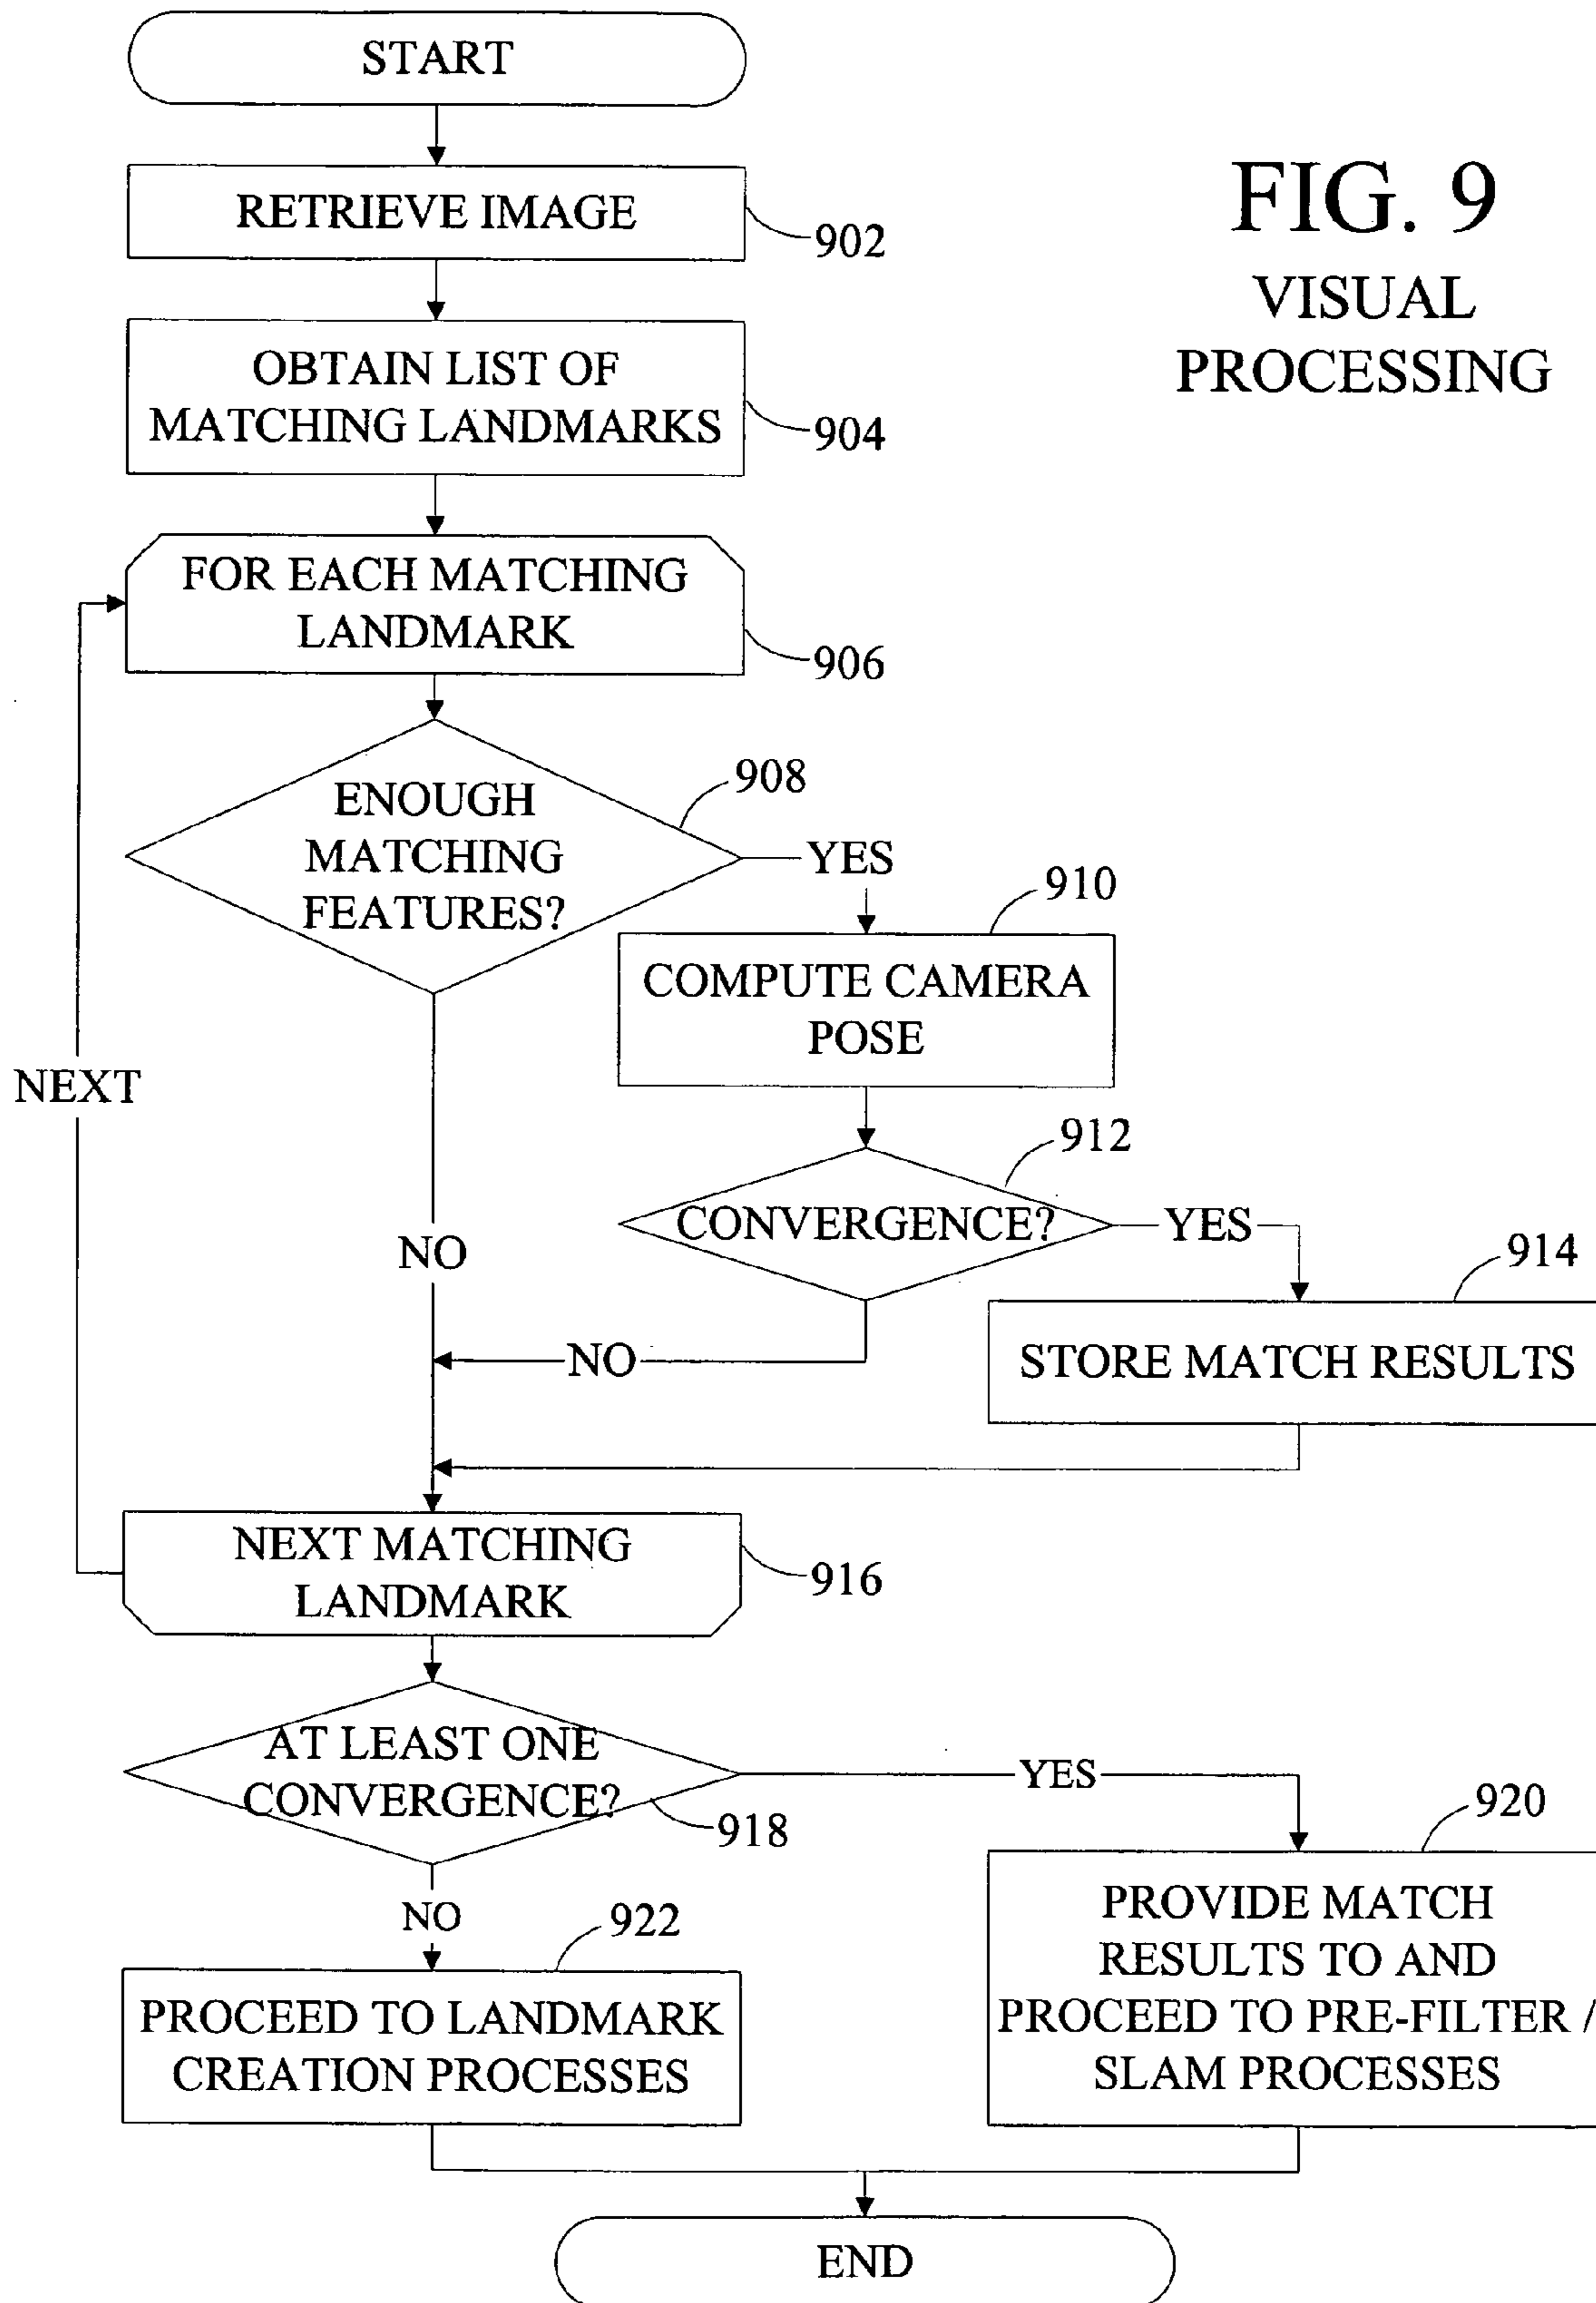 START
FIG. 9
VISUAL
PROCESSING
RETRIEVE IMAGE
902
OBTAIN LIST OF
MATCHING LANDMARKS
904
FOR EACH MATCHING
LANDMARK
906
ENOUGH
MATCHING
FEATURES?
908
YES
910
COMPUTE CAMERA
POSE
NEXT
912
CONVERGENCE?
YES
NO
914
STORE MATCH RESULTS
NO
NEXT MATCHING
LANDMARK
916
AT LEAST ONE
CONVERGENCE?
918
YES
920
NO
922
PROVIDE MATCH
RESULTS TO AND
PROCEED TO PRE-FILTER /
SLAM PROCESSES
PROCEED TO LANDMARK
CREATION PROCESSES
END